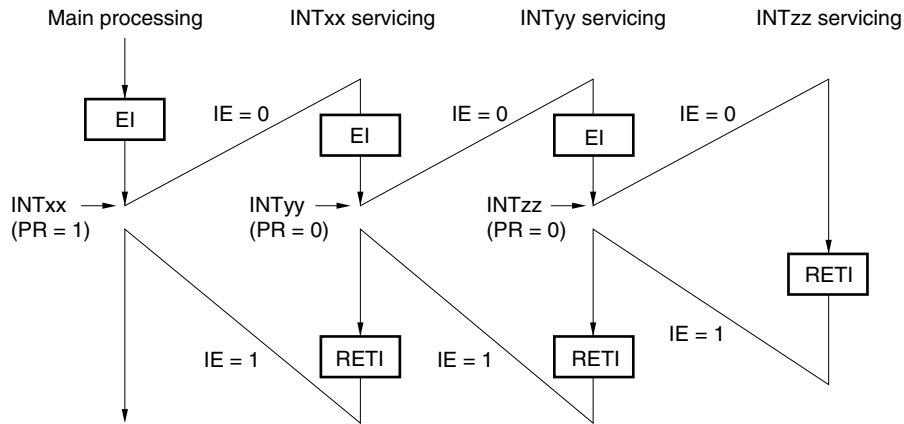 Main processing INTxx servicing INTyy servicing INTzz servicing
EI IE = 0 EI IE = 0 EI IE = 0
INTxx
(PR = 1)
INTyy
(PR = 0)
INTzz
(PR = 0)
RETI
IE = 1 RETI IE = 1 RETI IE = 1